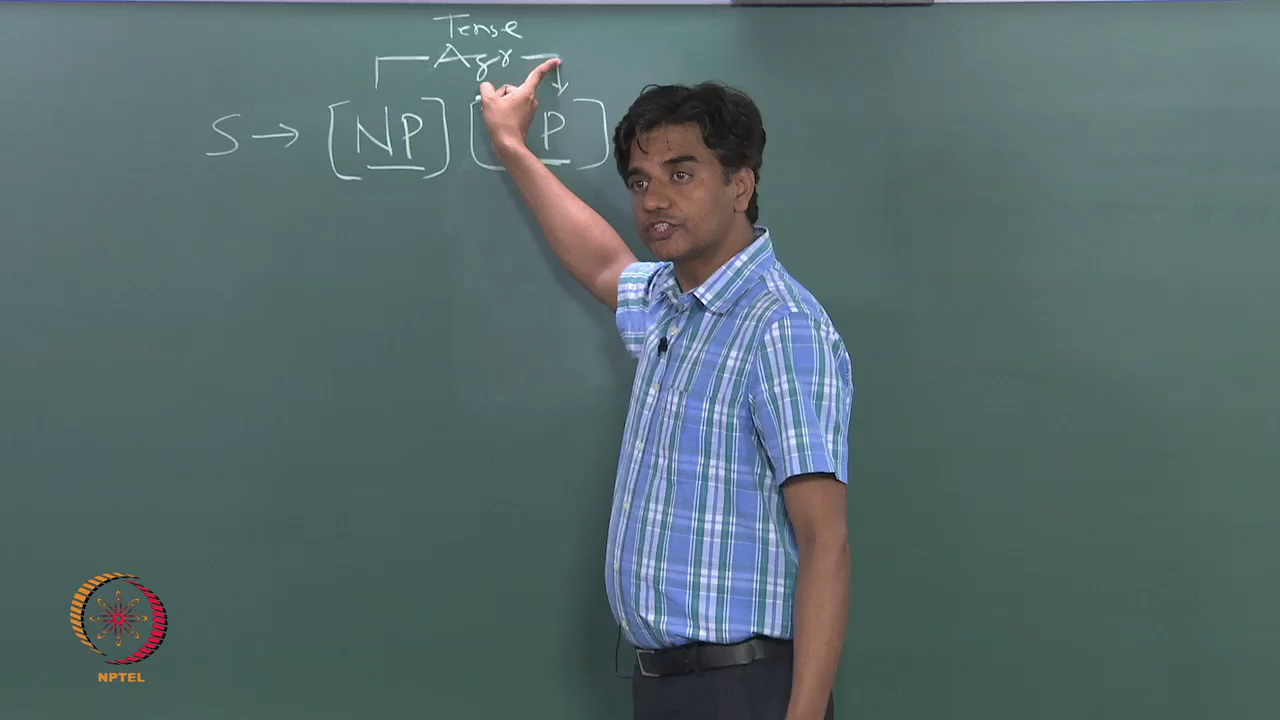 Tense
Agr
S → [NP] [ P ]
NPTEL